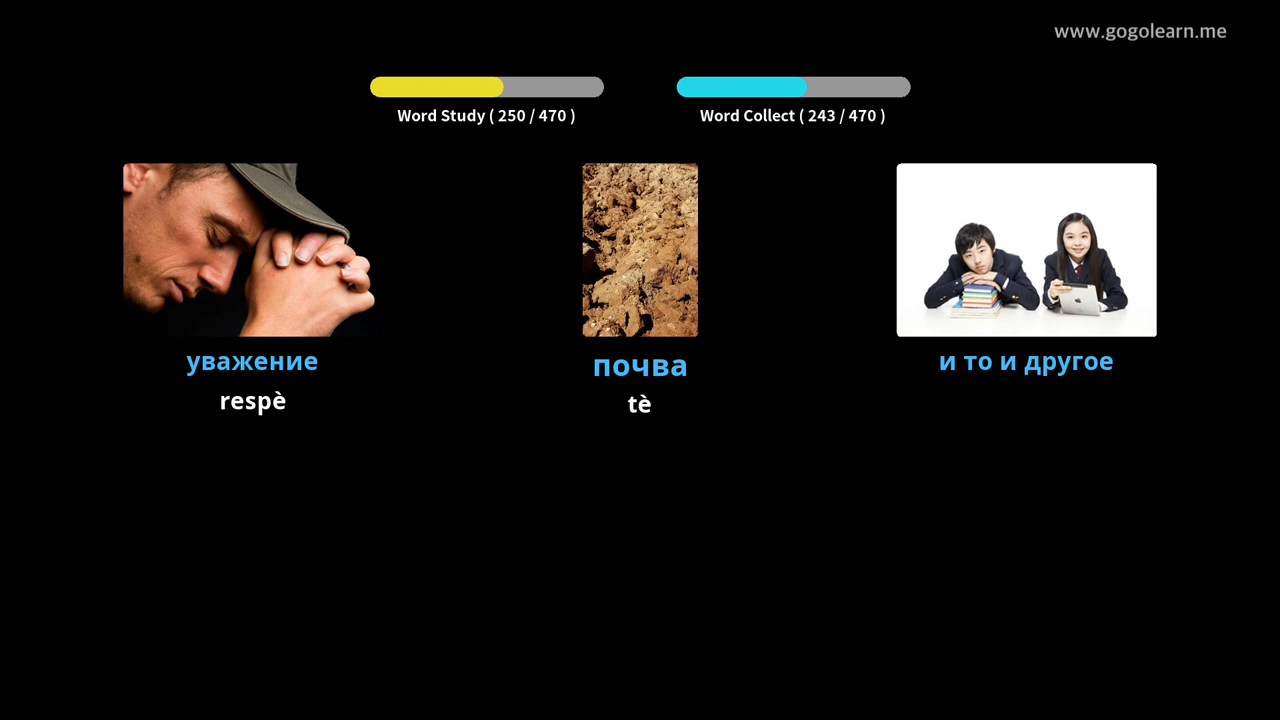 www.gogolearn.me
Word Study ( 250 / 470 )
Word Collect ( 243 / 470 )
уважение
respè
почва
tè
и то и другое